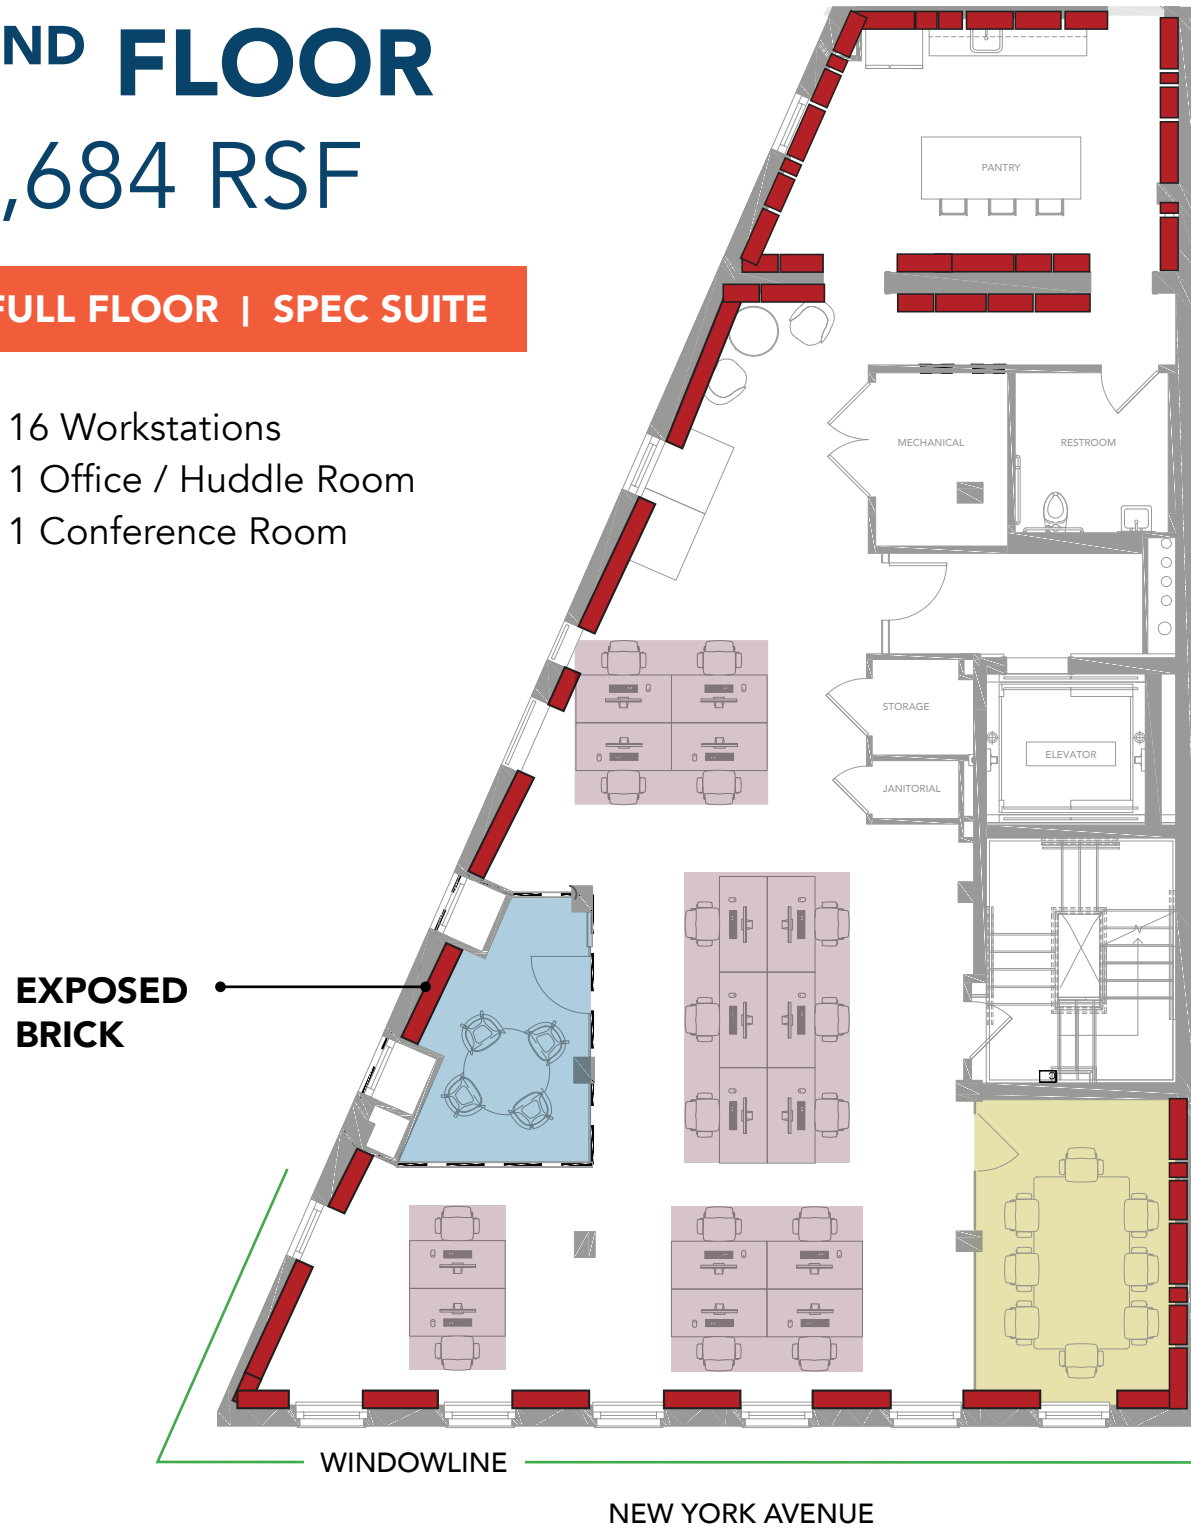 ND FLOOR
,684 RSF
FULL FLOOR | SPEC SUITE
16 Workstations
1 Office / Huddle Room
1 Conference Room
PANTRY
MECHANICAL
RESTROOM
STORAGE
ELEVATOR
JANITORIAL
EXPOSED
BRICK
N
WINDOWLINE
NEW YORK AVENUE